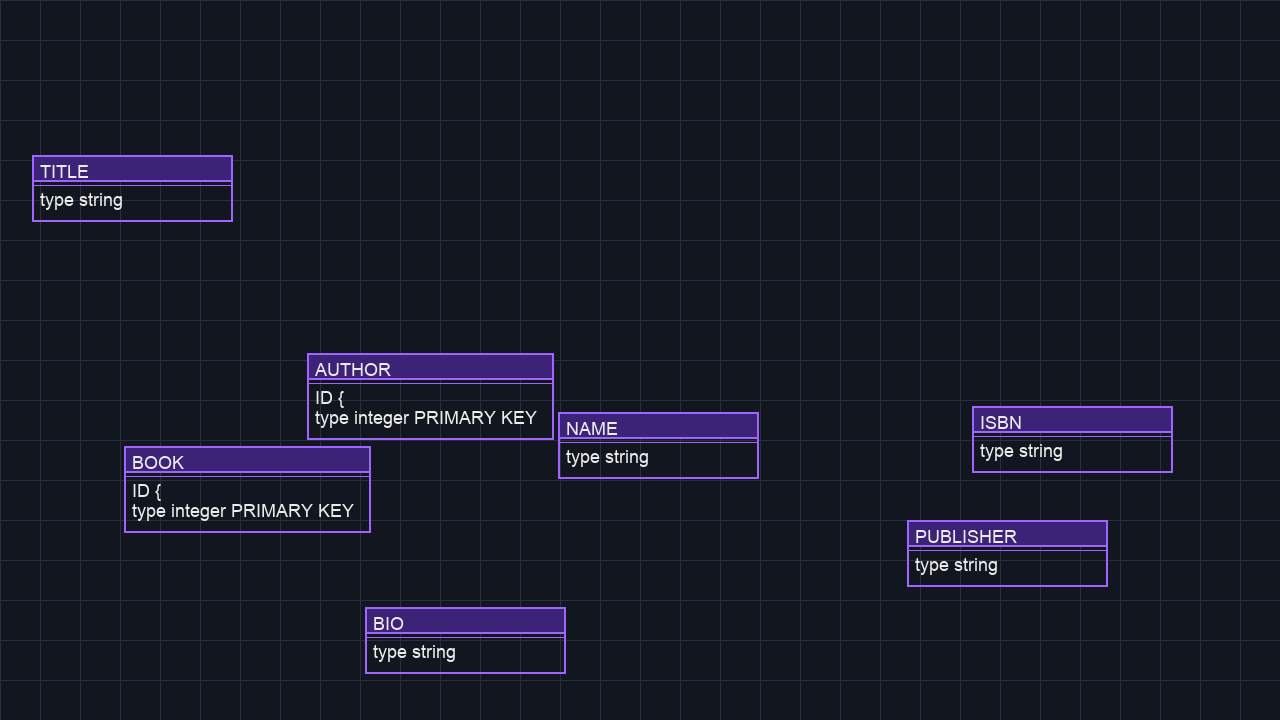 TITLE
type string
AUTHOR
ID {
type integer PRIMARY KEY
NAME
type string
ISBN
type string
BOOK
ID {
type integer PRIMARY KEY
PUBLISHER
type string
BIO
type string